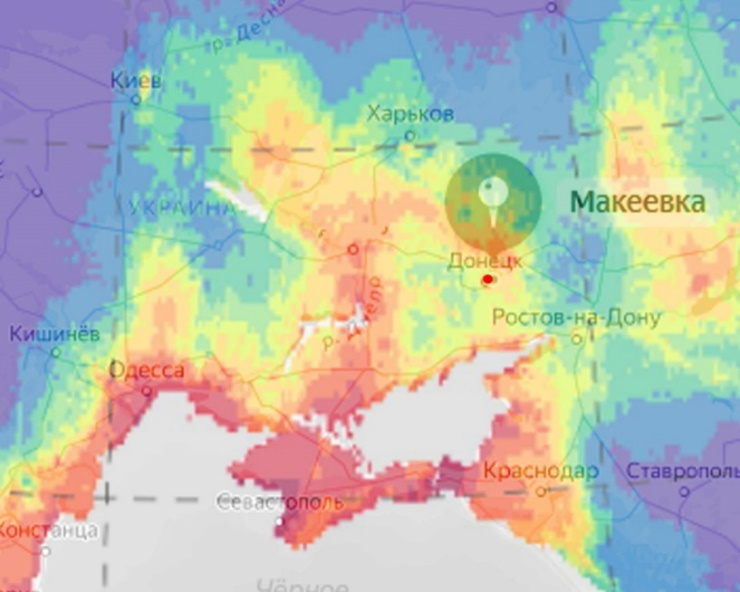 р. Десна
Киев
Харьков
УКРАИНА
Макеевка
Донецк
р. Днепр
Ростов-на-Дону
Кишинёв
Одесса
Краснодар
Ставрополь
Севастополь
Констанца
Чёрное